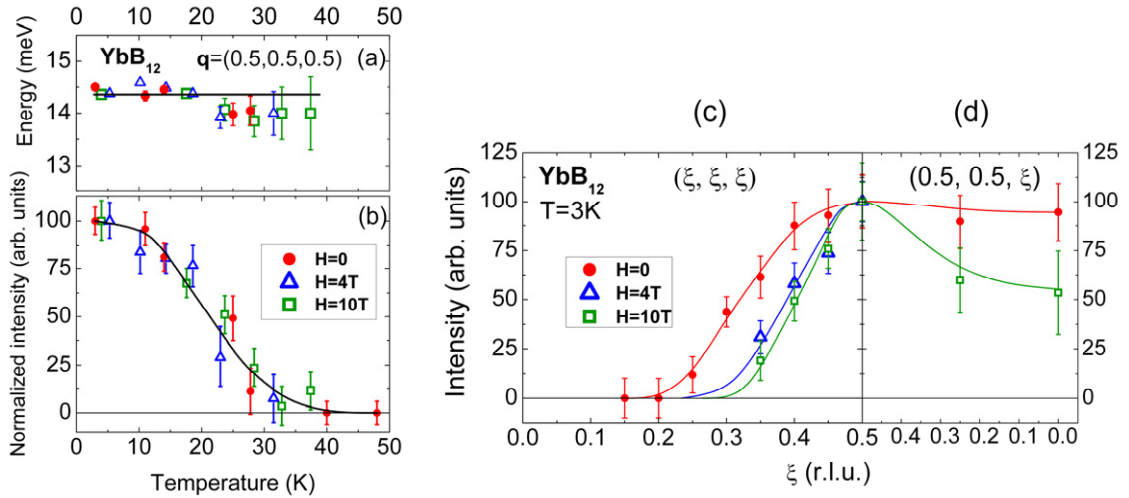 0 10 20 30 40 50
YbB12 q=(0.5,0.5,0.5) (a)
Energy (meV)
15
14
13
(b)
Normalized intensity (arb. units)
100
75
50
25
0
H=0
H=4T
H=10T
0 10 20 30 40 50
Temperature (K)
(c) (d)
125 125
100 100
75 75
50 50
25 25
0 0
YbB12 (ξ, ξ, ξ) (0.5, 0.5, ξ)
T=3K
H=0
H=4T
H=10T
Intensity (arb. units)
0.0 0.1 0.2 0.3 0.4 0.5 0.4 0.3 0.2 0.1 0.0
ξ (r.l.u.)